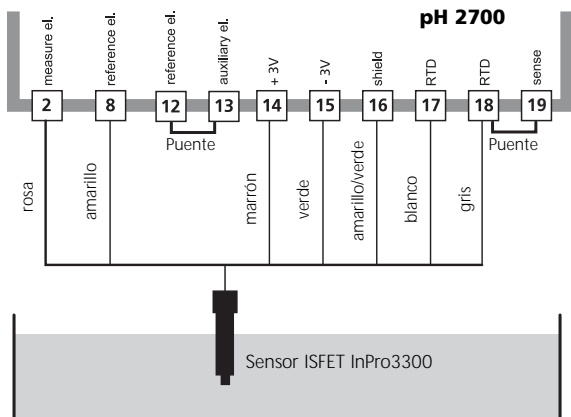 pH 2700
measure el.
reference el.
reference el.
auxiliary el.
+ 3V
- 3V
shield
RTD
RTD
sense
2
8
12
13
14
15
16
17
18
19
Puente
Puente
rosa
amarillo
marrón
verde
amarillo/verde
blanco
gris
Sensor ISFET InPro3300